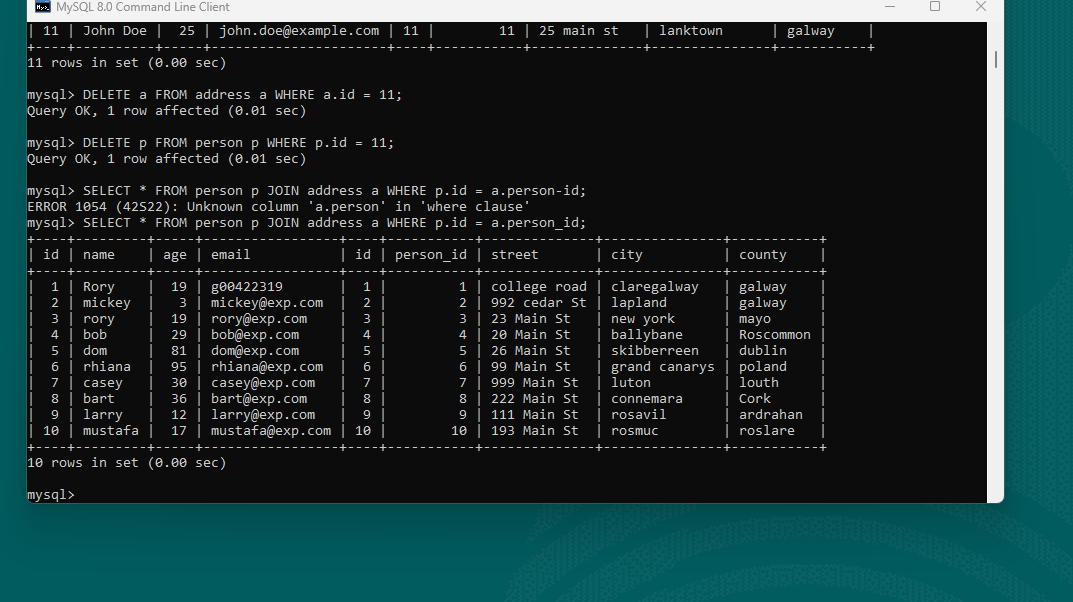 MySQL 8.0 Command Line Client
| 11 | John Doe |  25 | john.doe@example.com | 11 |        11 | 25 main st   | lanktown      | galway    |
+----+----------+-----+----------------------+----+-----------+--------------+---------------+-----------+
11 rows in set (0.00 sec)
mysql> DELETE a FROM address a WHERE a.id = 11;
Query OK, 1 row affected (0.01 sec)
mysql> DELETE p FROM person p WHERE p.id = 11;
Query OK, 1 row affected (0.01 sec)
mysql> SELECT * FROM person p JOIN address a WHERE p.id = a.person-id;
ERROR 1054 (42S22): Unknown column 'a.person' in 'where clause'
mysql> SELECT * FROM person p JOIN address a WHERE p.id = a.person_id;
+----+---------+-----+----------------+----+-----------+--------------+---------------+-----------+
| id | name    | age | email          | id | person_id | street       | city          | county    |
+----+---------+-----+----------------+----+-----------+--------------+---------------+-----------+
|  1 | Rory    |  19 | g00422319      |  1 |         1 | college road | claregalway   | galway    |
|  2 | mickey  |   3 | mickey@exp.com |  2 |         2 | 992 cedar St | lapland       | galway    |
|  3 | rory    |  19 | rory@exp.com   |  3 |         3 | 23 Main St   | new york      | mayo      |
|  4 | bob     |  29 | bob@exp.com    |  4 |         4 | 20 Main St   | ballybane     | Roscommon |
|  5 | dom     |  81 | dom@exp.com    |  5 |         5 | 26 Main St   | skibberreen   | dublin    |
|  6 | rhiana  |  95 | rhiana@exp.com |  6 |         6 | 99 Main St   | grand canarys | poland    |
|  7 | casey   |  30 | casey@exp.com  |  7 |         7 | 999 Main St  | luton         | louth     |
|  8 | bart    |  36 | bart@exp.com   |  8 |         8 | 222 Main St  | connemara     | Cork      |
|  9 | larry   |  12 | larry@exp.com  |  9 |         9 | 111 Main St  | rosavil       | ardrahan  |
| 10 | mustafa |  17 | mustafa@exp.com | 10 |        10 | 193 Main St  | rosmuc        | roslare   |
+----+---------+-----+----------------+----+-----------+--------------+---------------+-----------+
10 rows in set (0.00 sec)
mysql>